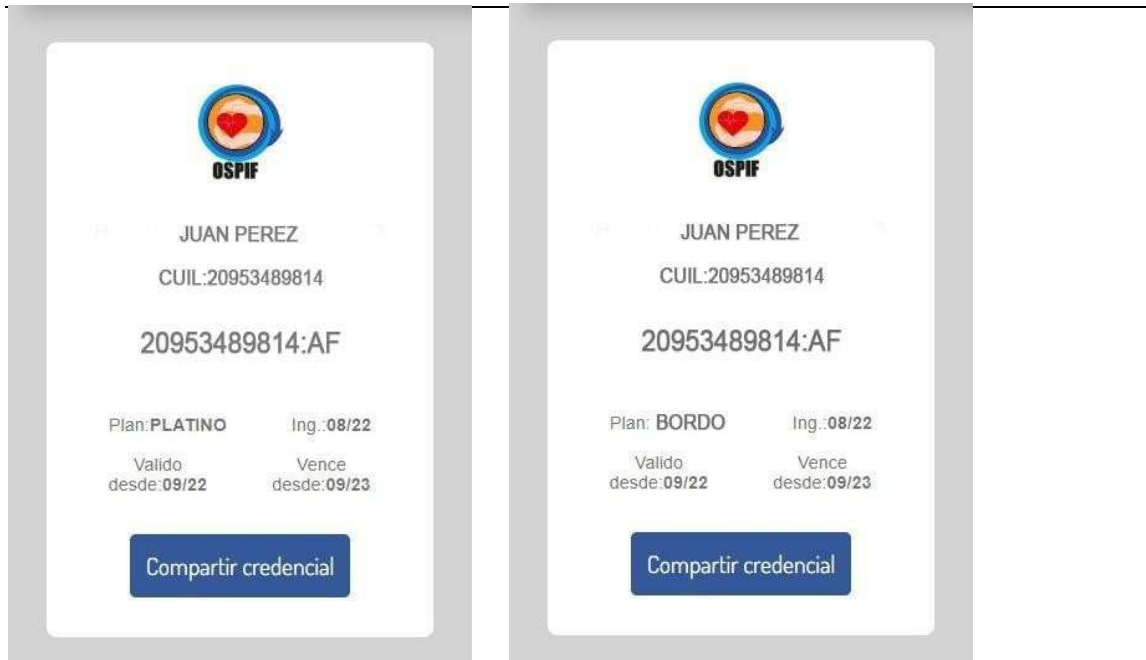 OSPIF
JUAN PEREZ
CUIL:20953489814
20953489814:AF
Plan:PLATINO Ing.:08/22
Valido desde:09/22
Vence desde:09/23
Compartir credencial
OSPIF
JUAN PEREZ
CUIL:20953489814
20953489814:AF
Plan: BORDO Ing.:08/22
Valido desde:09/22
Vence desde:09/23
Compartir credencial